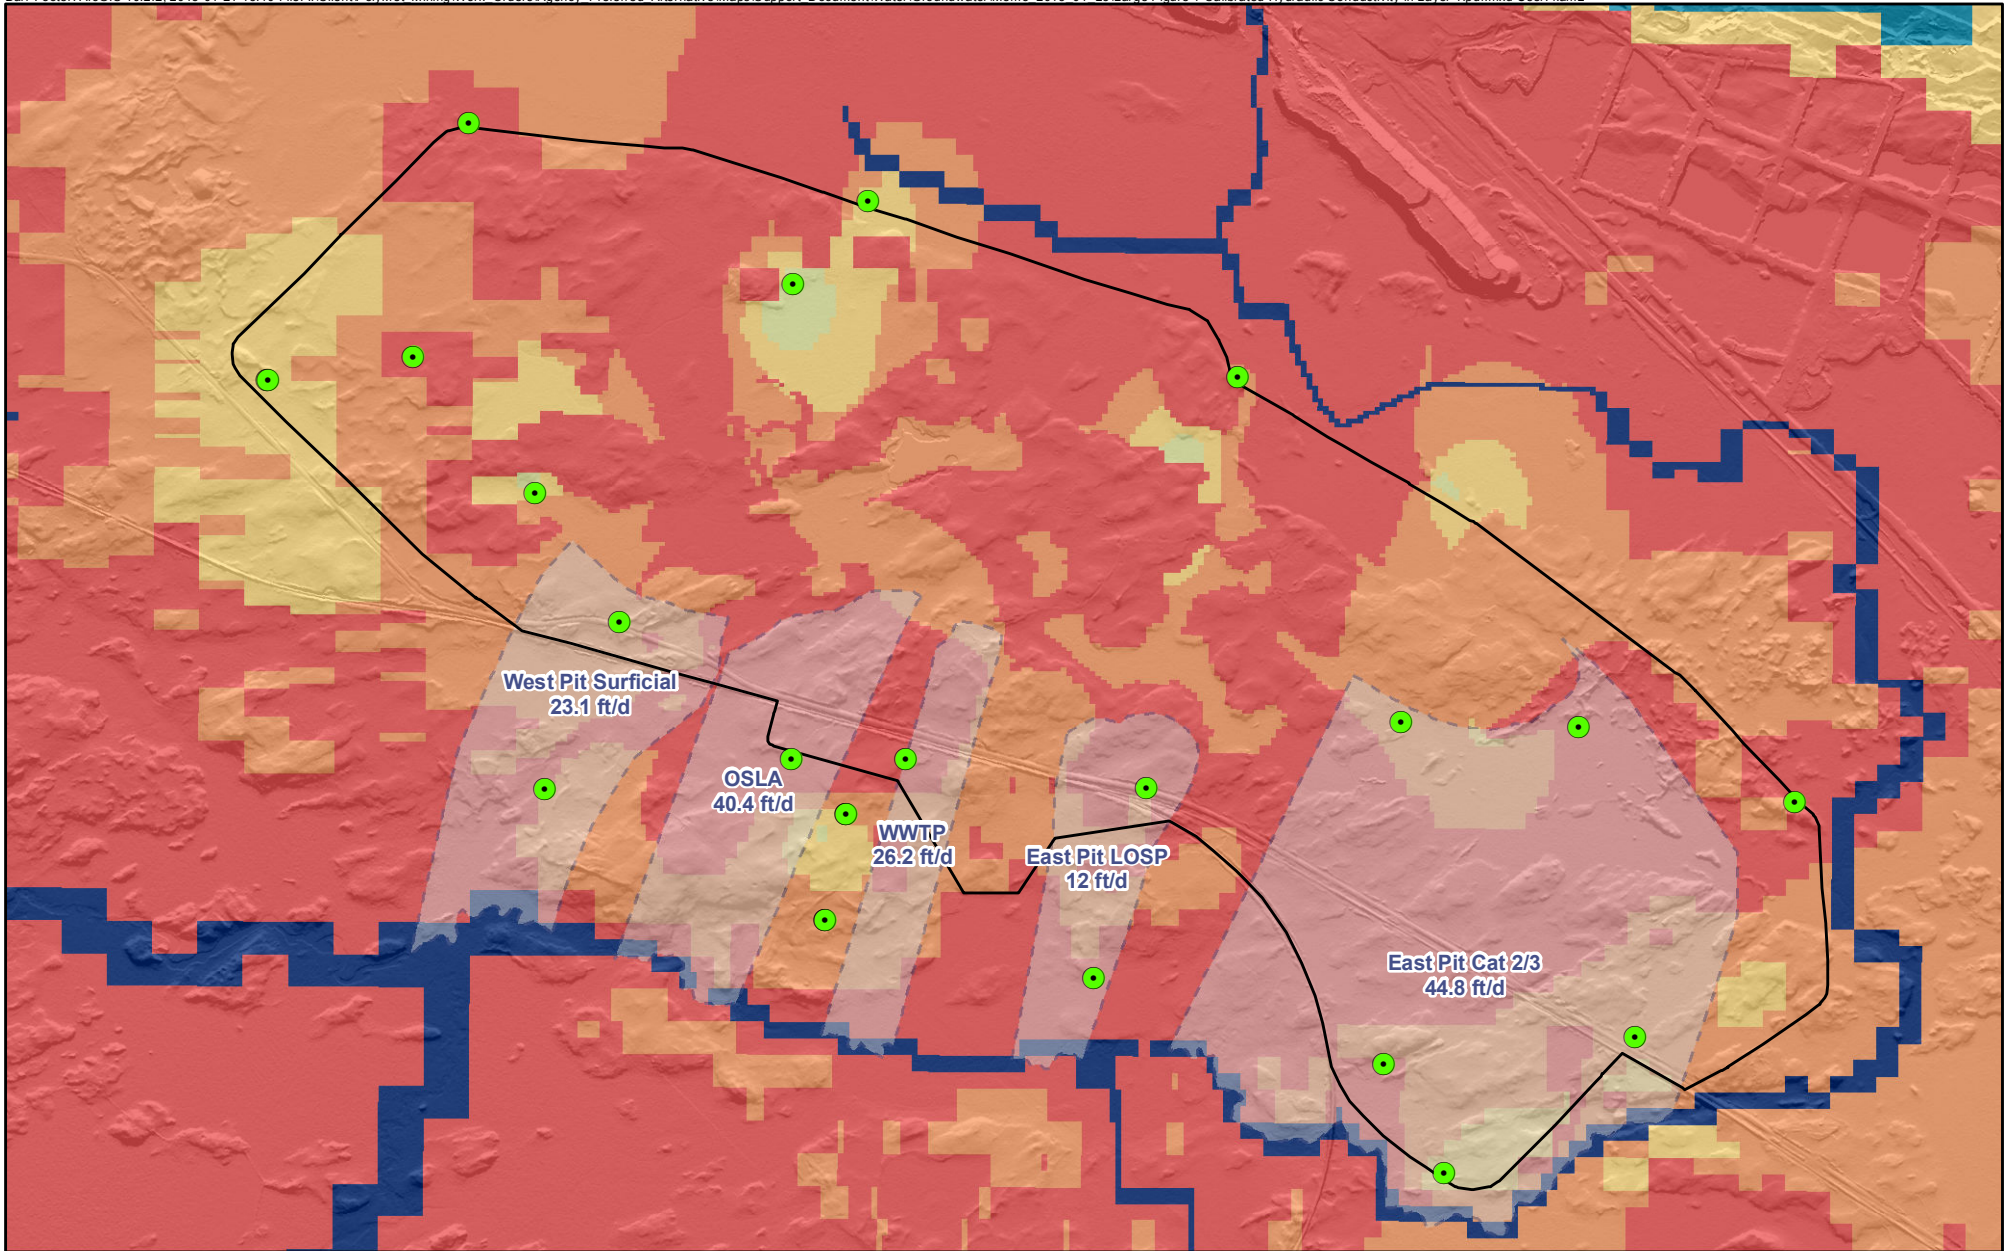 West Pit Surficial
23.1 ft/d
OSLA
40.4 ft/d
WWTP
26.2 ft/d
East Pit LOSP
12 ft/d
East Pit Cat 2/3
44.8 ft/d